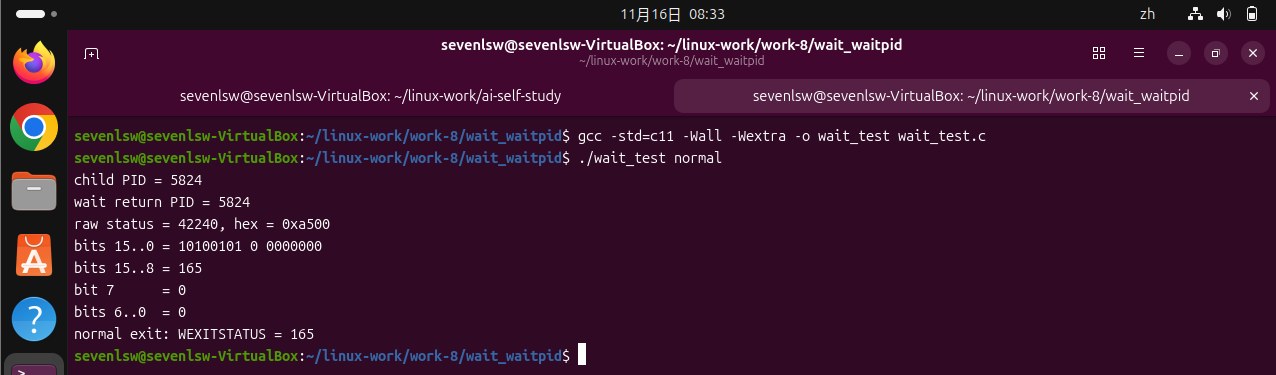 11月16日 08:33
zh
sevenlsw@sevenlsw-VirtualBox: ~/linux-work/work-8/wait_waitpid
~/linux-work/work-8/wait_waitpid
sevenlsw@sevenlsw-VirtualBox: ~/linux-work/ai-self-study
sevenlsw@sevenlsw-VirtualBox: ~/linux-work/work-8/wait_waitpid
sevenlsw@sevenlsw-VirtualBox:~/linux-work/work-8/wait_waitpid$ gcc -std=c11 -Wall -Wextra -o wait_test wait_test.c
sevenlsw@sevenlsw-VirtualBox:~/linux-work/work-8/wait_waitpid$ ./wait_test normal
child PID = 5824
wait return PID = 5824
raw status = 42240, hex = 0xa500
bits 15..0 = 10100101 0 0000000
bits 15..8 = 165
bit 7      = 0
bits 6..0  = 0
normal exit: WEXITSTATUS = 165
sevenlsw@sevenlsw-VirtualBox:~/linux-work/work-8/wait_waitpid$